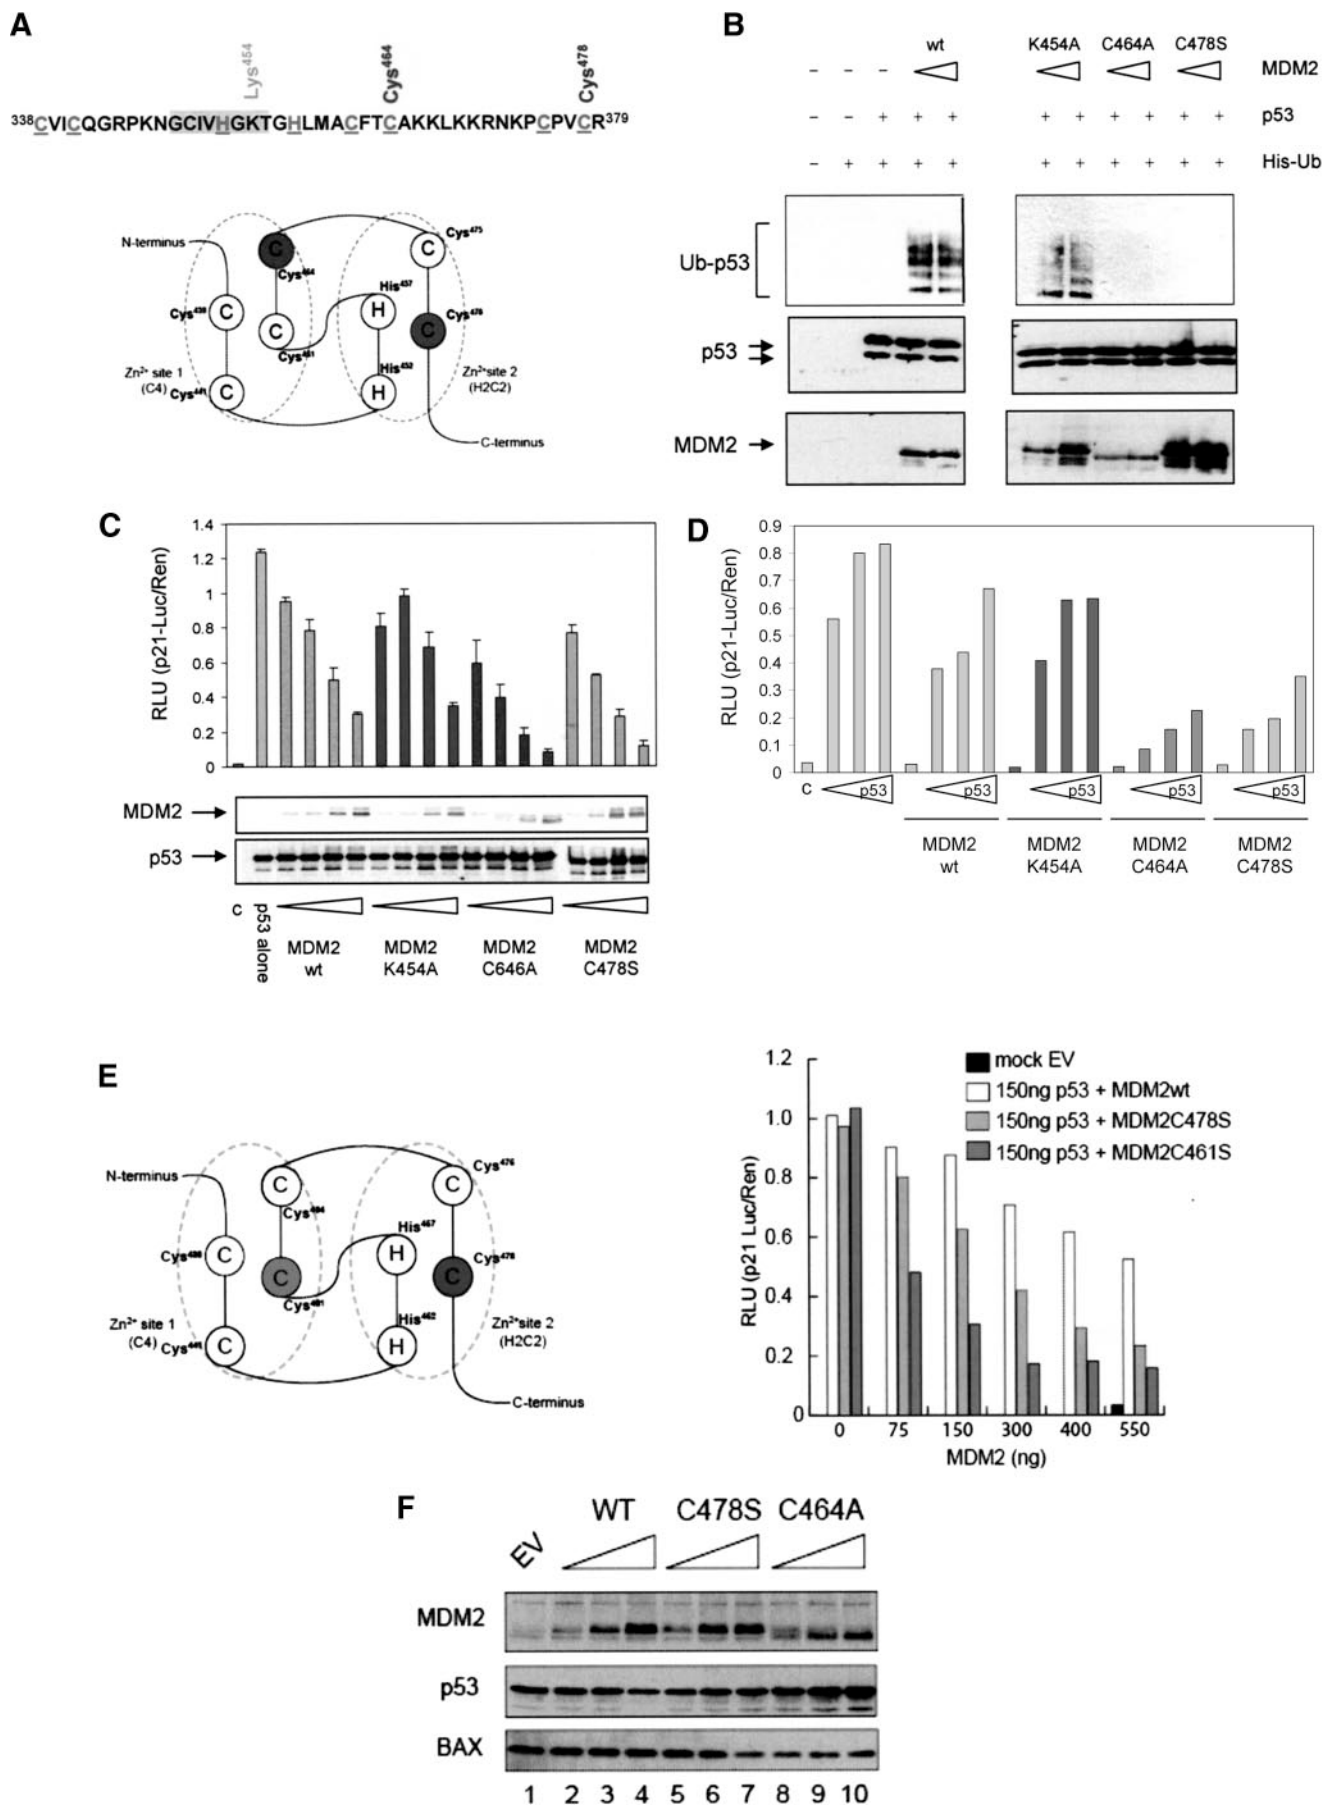 A
Lys454
Cys464
Cys478
338CVICQGRPKNGCIVHGKTGHLMACFTCAKKLKKRNKPCPVCR379
N-terminus
C
Cys464
C
Cys475
H
His457
C
Cys438
C
Cys461
C
Cys478
Zn2+ site 1
(C4)
C
Cys441
H
His452
Zn2+ site 2
(H2C2)
C-terminus
B
wt K454A C464A C478S
MDM2
– – –
– – + + + + + + + + + p53
– + + + + + + + + + + His-Ub
Ub-p53
p53
MDM2
C
RLU (p21-Luc/Ren)
1.4
1.2
1
0.8
0.6
0.4
0.2
0
MDM2
p53
C
p53 alone
MDM2 MDM2 MDM2 MDM2
wt K454A C646A C478S
D
RLU (p21-Luc/Ren)
0.9
0.8
0.7
0.6
0.5
0.4
0.3
0.2
0.1
0
C p53 p53 p53 p53 p53
MDM2 MDM2 MDM2 MDM2
wt K454A C464A C478S
E
N-terminus
C
Cys476
C
Cys464
H
His457
C
C
Cys461
C
Cys478
Zn2+ site 1
(C4)
C
Cys441
H
His452
Zn2+ site 2
(H2C2)
C-terminus
mock EV
150ng p53 + MDM2wt
150ng p53 + MDM2C478S
150ng p53 + MDM2C461S
RLU (p21 Luc/Ren)
1.2
1.0
0.8
0.6
0.4
0.2
0
0 75 150 300 400 550
MDM2 (ng)
F
EV WT C478S C464A
MDM2
p53
BAX
1 2 3 4 5 6 7 8 9 10